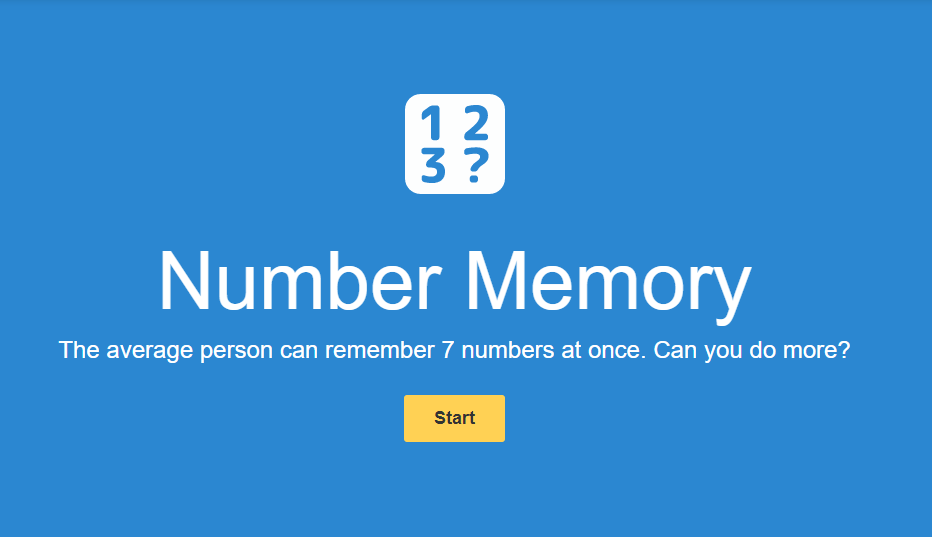 1 2
3 ?
Number Memory
The average person can remember 7 numbers at once. Can you do more?
Start